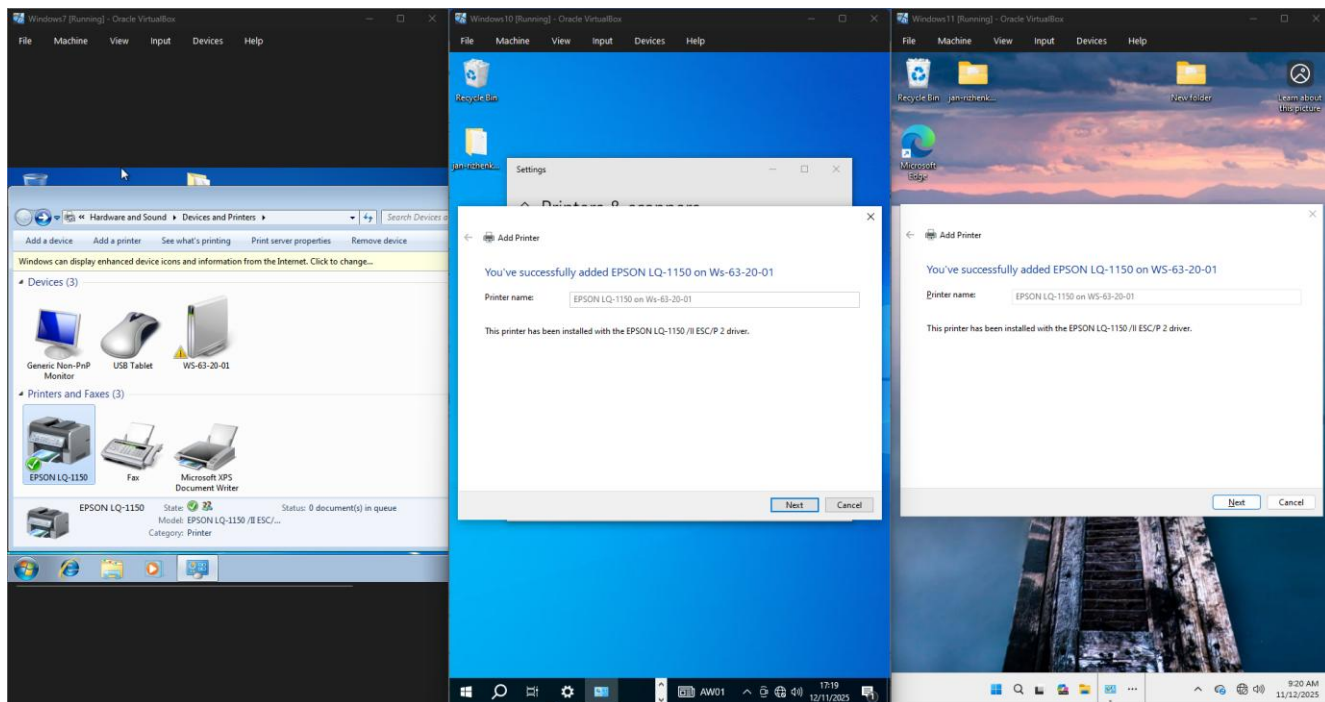 Windows7 [Running] - Oracle VirtualBox
File Machine View Input Devices Help
Hardware and Sound Devices and Printers
Search Devices a
Add a device Add a printer See what's printing Print server properties Remove device
Windows can display enhanced device icons and information from the Internet. Click to change...
Devices (3)
Generic Non-PnP
Monitor
USB Tablet
WS-63-20-01
Printers and Faxes (3)
EPSON LQ-1150
Fax
Microsoft XPS
Document Writer
EPSON LQ-1150 State: Status: 0 document(s) in queue
Model: EPSON LQ-1150 /II ESC/...
Category: Printer
Windows10 [Running] - Oracle VirtualBox
File Machine View Input Devices Help
Recycle Bin
Settings
Add Printer
You've successfully added EPSON LQ-1150 on Ws-63-20-01
Printer name: EPSON LQ-1150 on Ws-63-20-01
This printer has been installed with the EPSON LQ-1150 /II ESC/P 2 driver.
Next Cancel
AW01
17:19
12/11/2025
Windows11 [Running] - Oracle VirtualBox
File Machine View Input Devices Help
Recycle Bin
New folder
Learn about
this picture
Microsoft
Edge
Add Printer
You've successfully added EPSON LQ-1150 on WS-63-20-01
Printer name: EPSON LQ-1150 on WS-63-20-01
This printer has been installed with the EPSON LQ-1150 /II ESC/P 2 driver.
Next Cancel
9:20 AM
11/12/2025